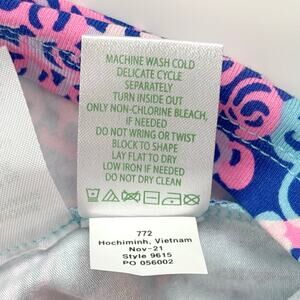 MACHINE WASH COLD
DELICATE CYCLE
SEPARATELY
TURN INSIDE OUT
ONLY NON-CHLORINE BLEACH,
IF NEEDED
DO NOT WRING OR TWIST
BLOCK TO SHAPE
LAY FLAT TO DRY
LOW IRON IF NEEDED
DO NOT DRY CLEAN
772
Hochiminh, Vietnam
Nov-21
Style 9615
PO 056002